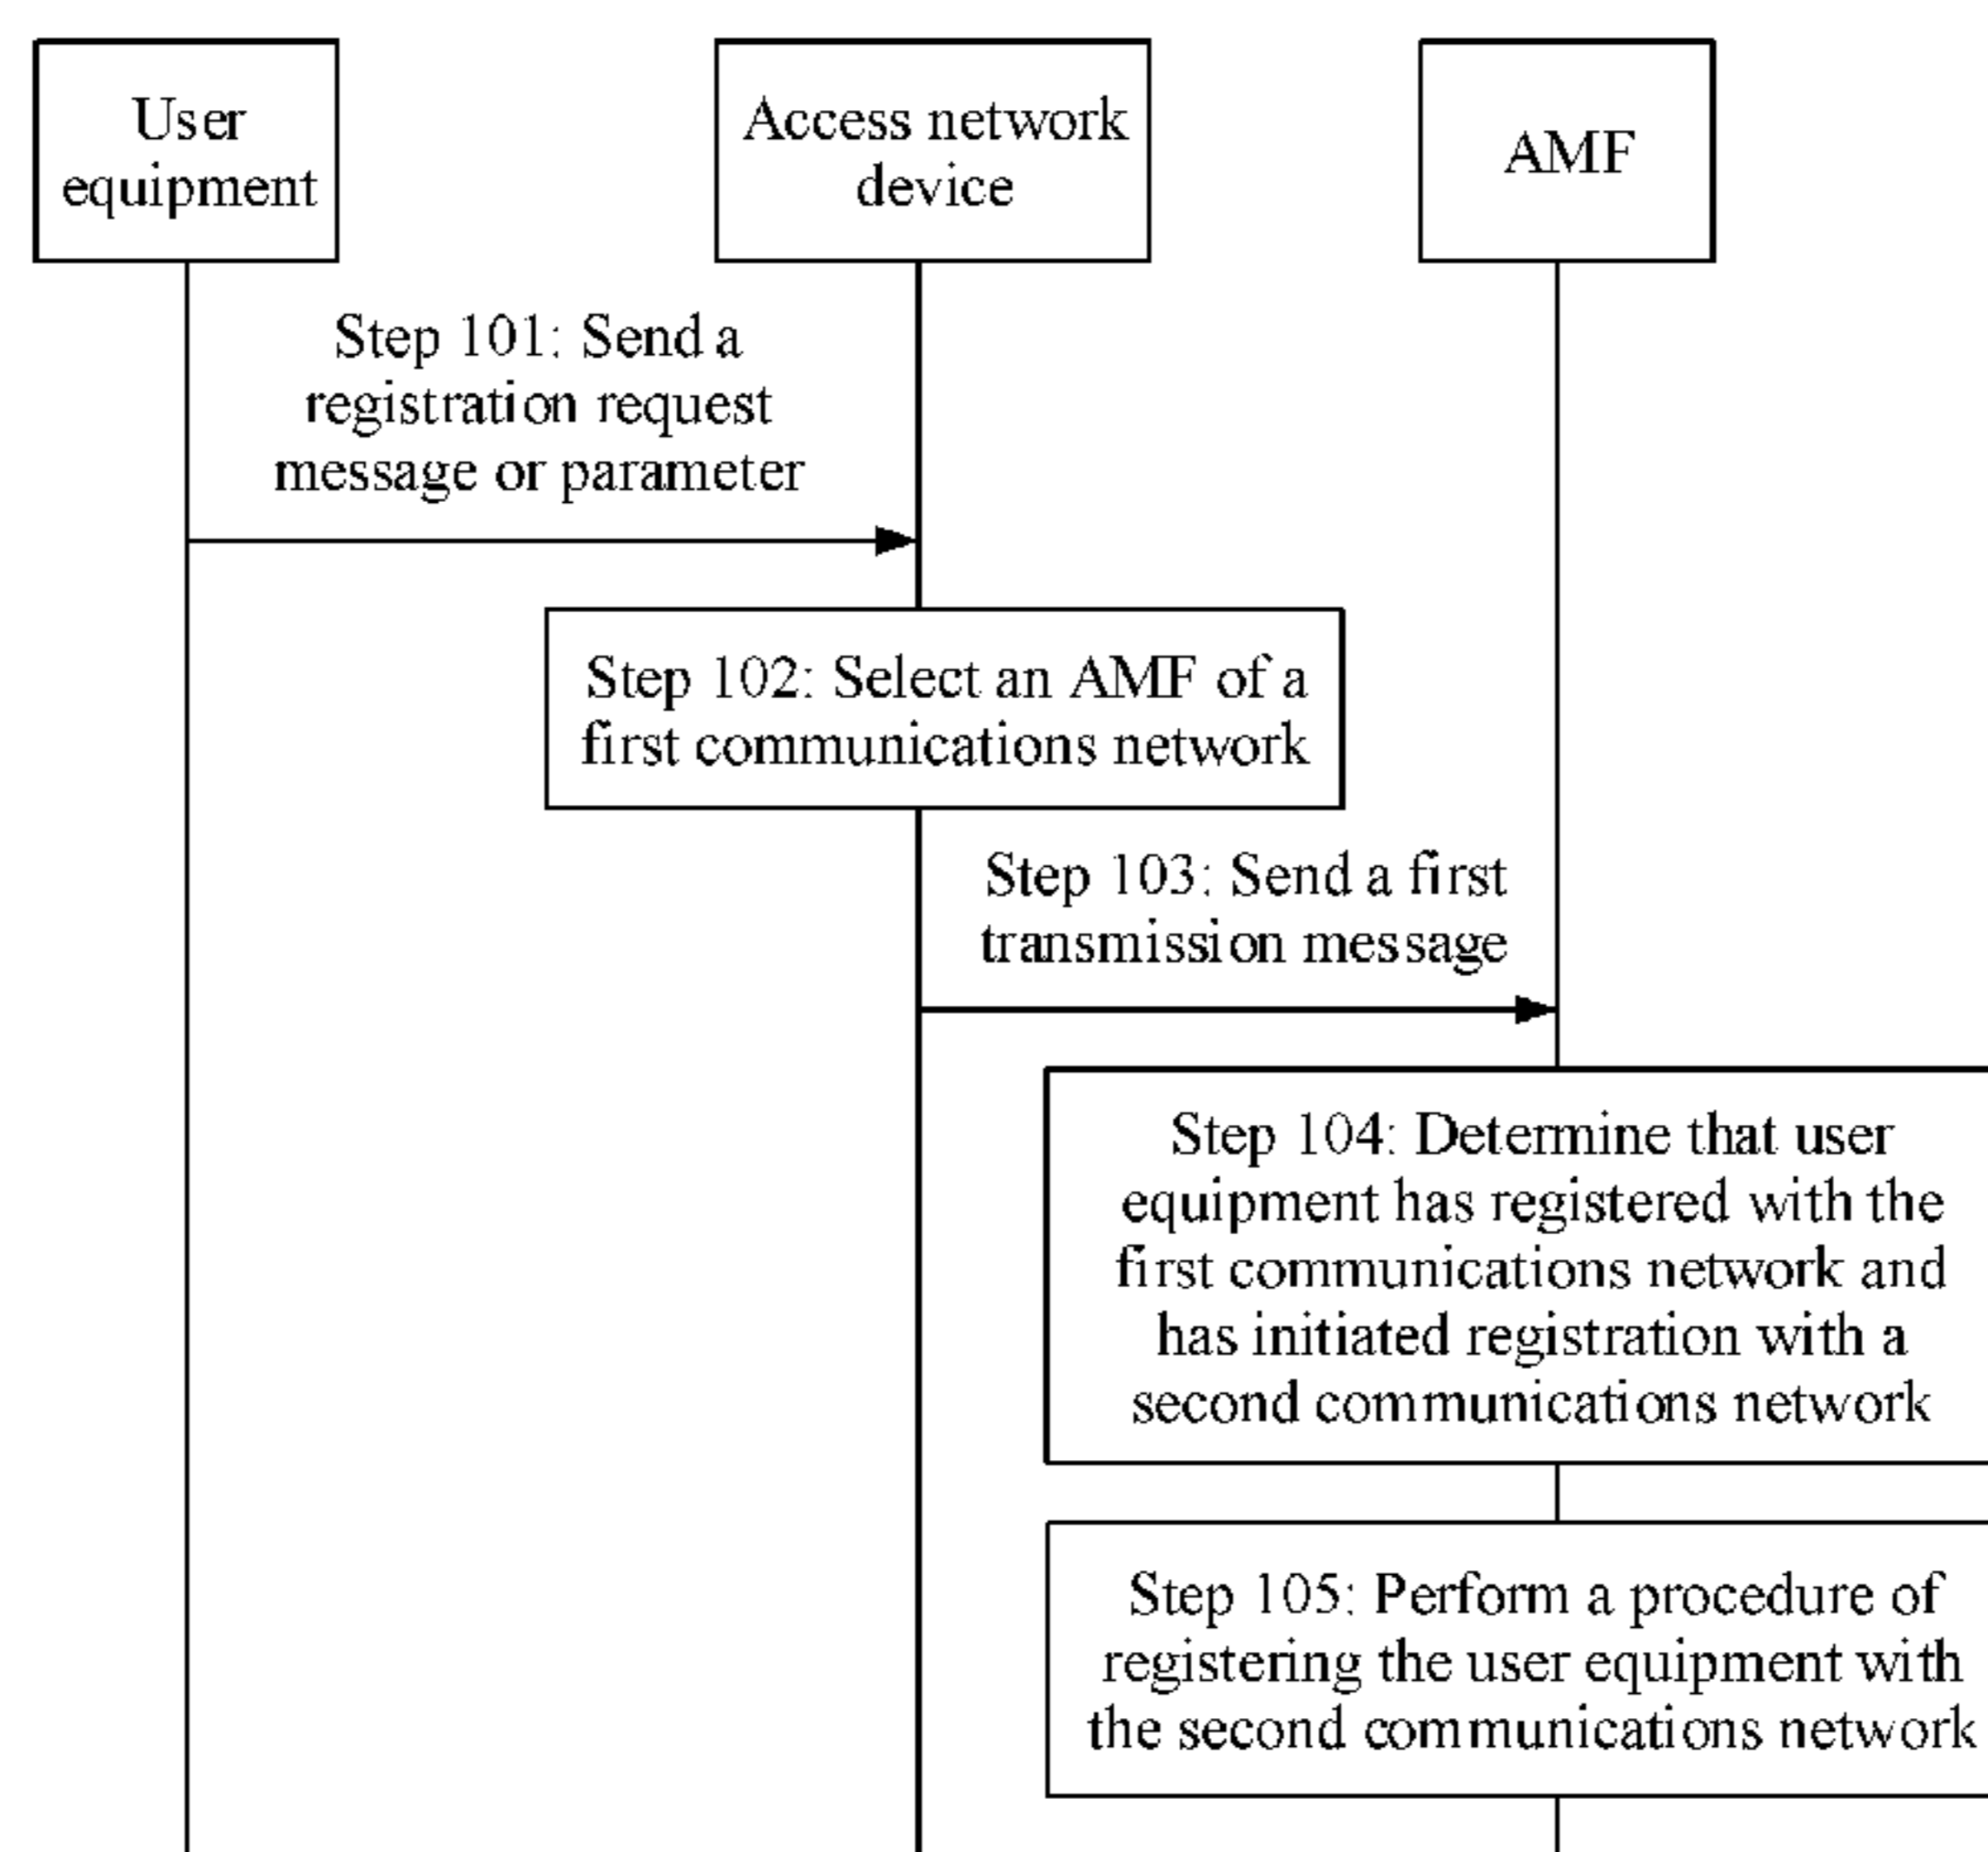 User
equipment
Access network
device
AMF
Step 101: Send a
registration request
message or parameter
Step 102: Select an AMF of a
first communications network
Step 103: Send a first
transmission message
Step 104: Determine that user
equipment has registered with the
first communications network and
has initiated registration with a
second communications network
Step 105: Perform a procedure of
registering the user equipment with
the second communications network